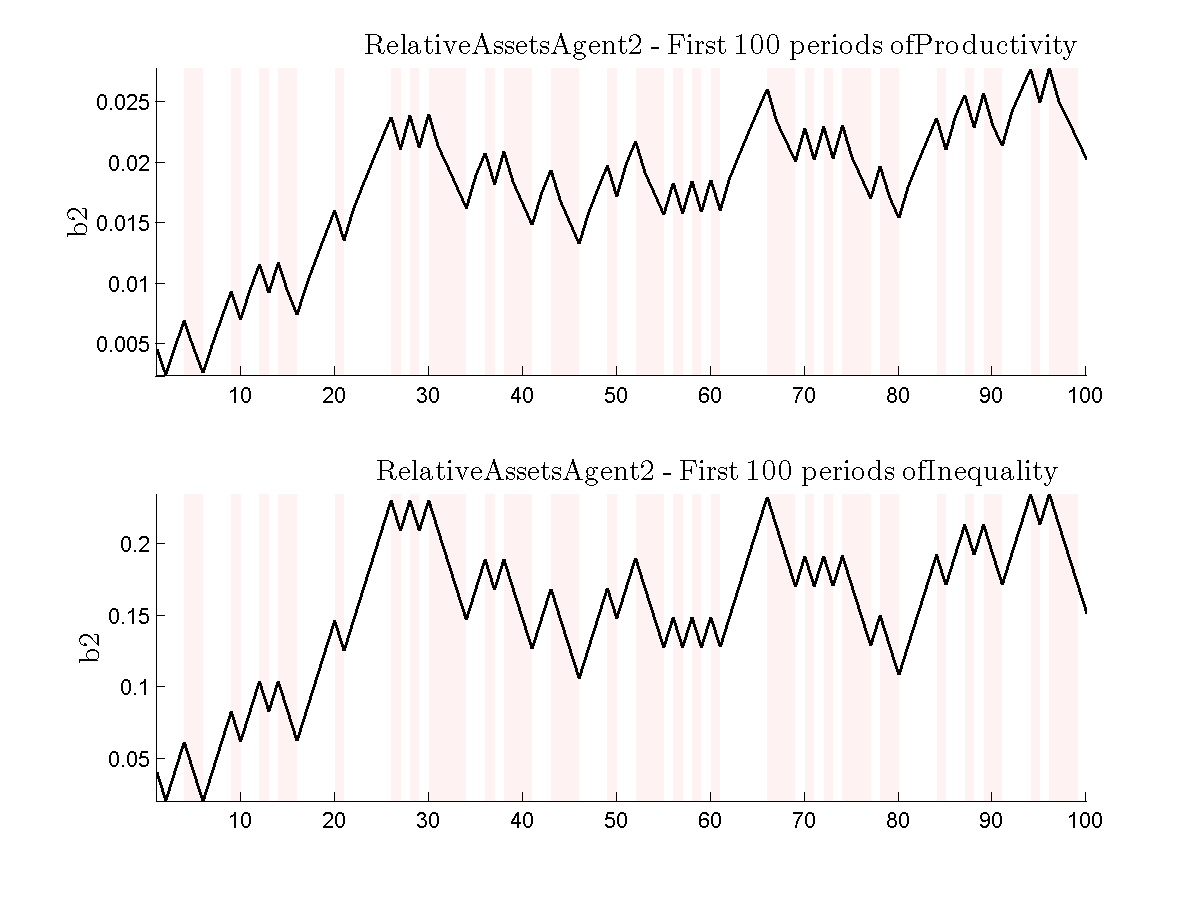 RelativeAssetsAgent2 - First 100 periods ofProductivity
0.025
0.02
0.015
0.01
0.005
b2
10 20 30 40 50 60 70 80 90 100
RelativeAssetsAgent2 - First 100 periods ofInequality
0.2
0.15
0.1
0.05
b2
10 20 30 40 50 60 70 80 90 100